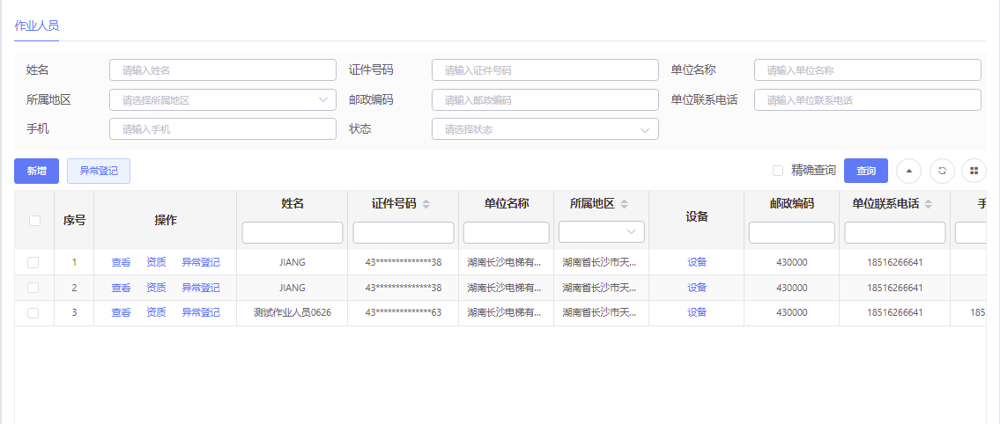 作业人员
姓名 请输入姓名 证件号码 请输入证件号码 单位名称 请输入单位名称
所属地区 请选择所属地区 邮政编码 请输入邮政编码 单位联系电话 请输入单位联系电话
手机 请输入手机 状态 请选择状态
新增 异常登记 精确查询 查询
序号 操作 姓名 证件号码 单位名称 所属地区 设备 邮政编码 单位联系电话 手
1 查看 资质 异常登记 JIANG 43**************38 湖南长沙电梯有... 湖南省长沙市天... 设备 430000 18516266641
2 查看 资质 异常登记 JIANG 43**************38 湖南长沙电梯有... 湖南省长沙市天... 设备 430000 18516266641
3 查看 资质 异常登记 测试作业人员0626 43**************63 湖南长沙电梯有... 湖南省长沙市天... 设备 430000 18516266641 185